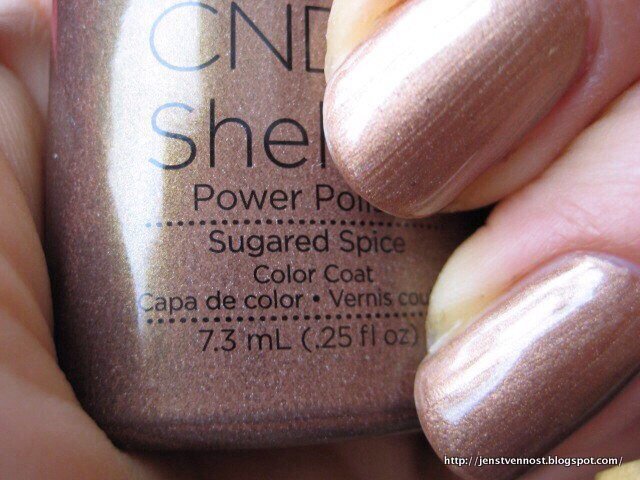 CND
Shel
Power Polis
Sugared Spice
Color Coat
Capa de color • Vernis cou
7.3 mL (.25 fl oz)
http://jenstvennost.blogspot.com/